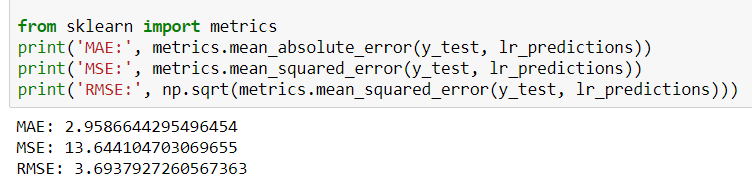 from sklearn import metrics
print('MAE:', metrics.mean_absolute_error(y_test, lr_predictions))
print('MSE:', metrics.mean_squared_error(y_test, lr_predictions))
print('RMSE:', np.sqrt(metrics.mean_squared_error(y_test, lr_predictions)))
MAE: 2.9586644295496454
MSE: 13.644104703069655
RMSE: 3.6937927260567363